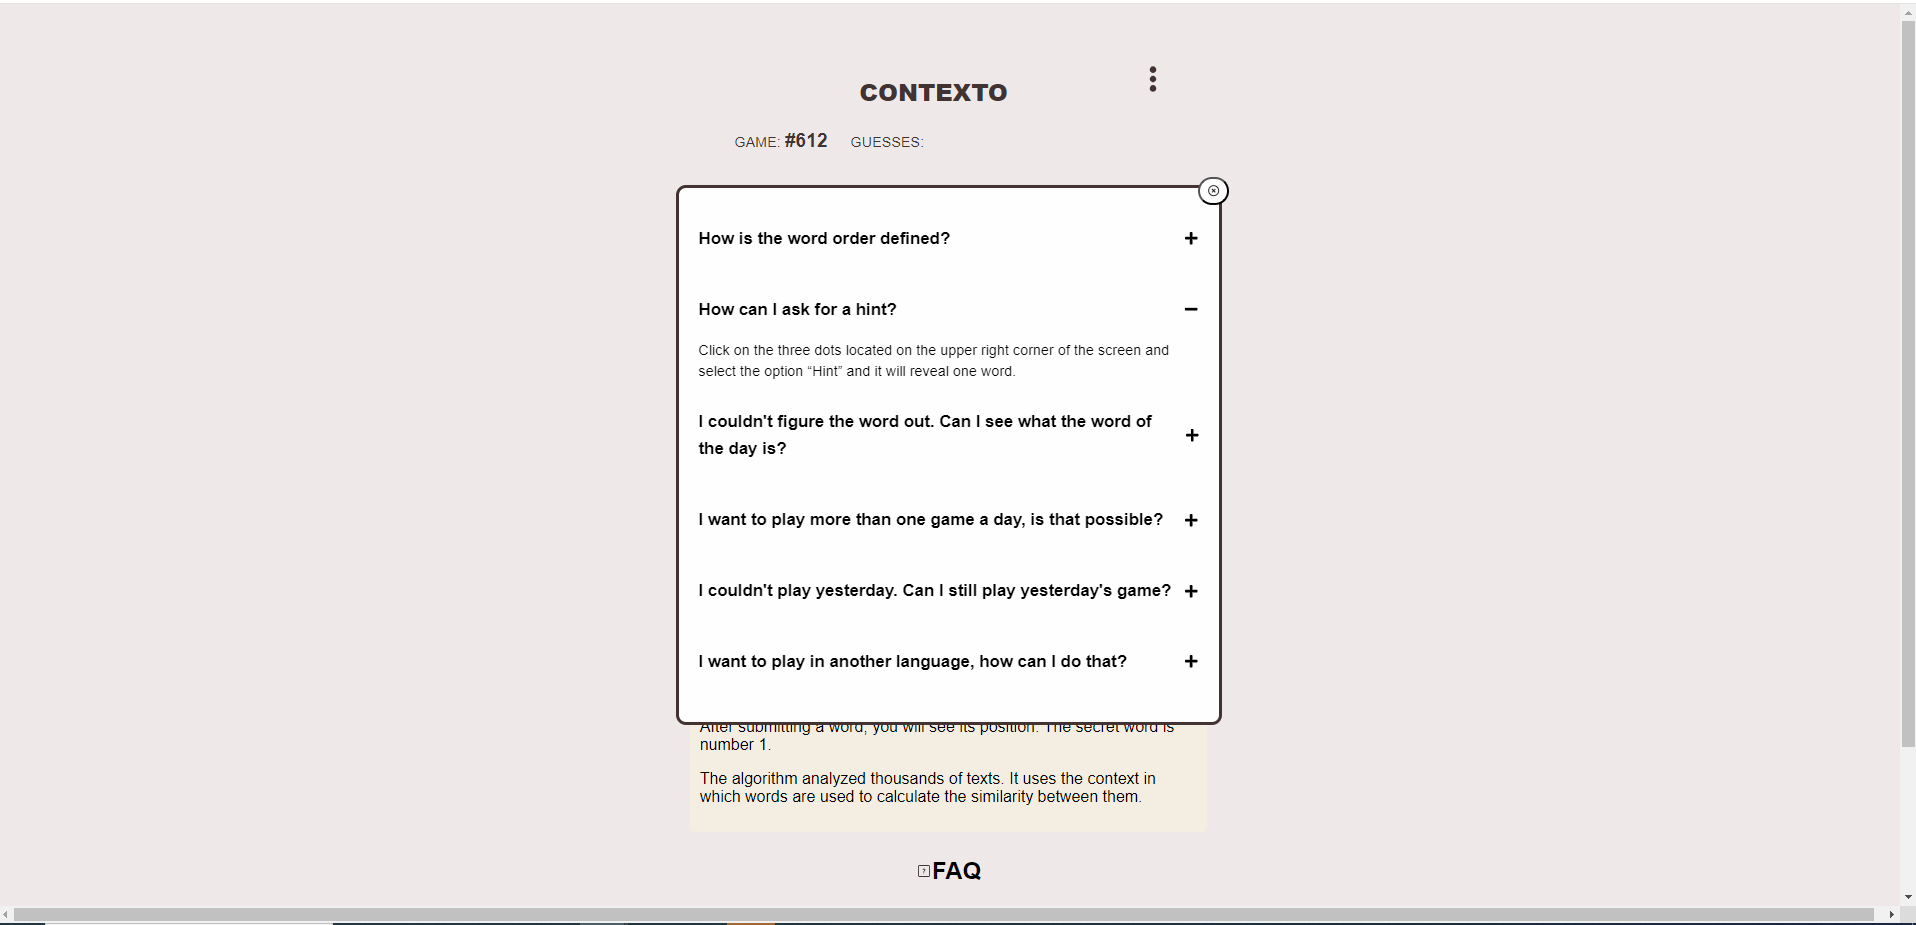 CONTEXTO
GAME: #612 GUESSES:
How is the word order defined?
How can I ask for a hint?
Click on the three dots located on the upper right corner of the screen and
select the option “Hint” and it will reveal one word.
I couldn't figure the word out. Can I see what the word of
the day is?
I want to play more than one game a day, is that possible?
I couldn't play yesterday. Can I still play yesterday's game?
I want to play in another language, how can I do that?
After submitting a word, you will see its position. The secret word is
number 1.
The algorithm analyzed thousands of texts. It uses the context in
which words are used to calculate the similarity between them.
FAQ